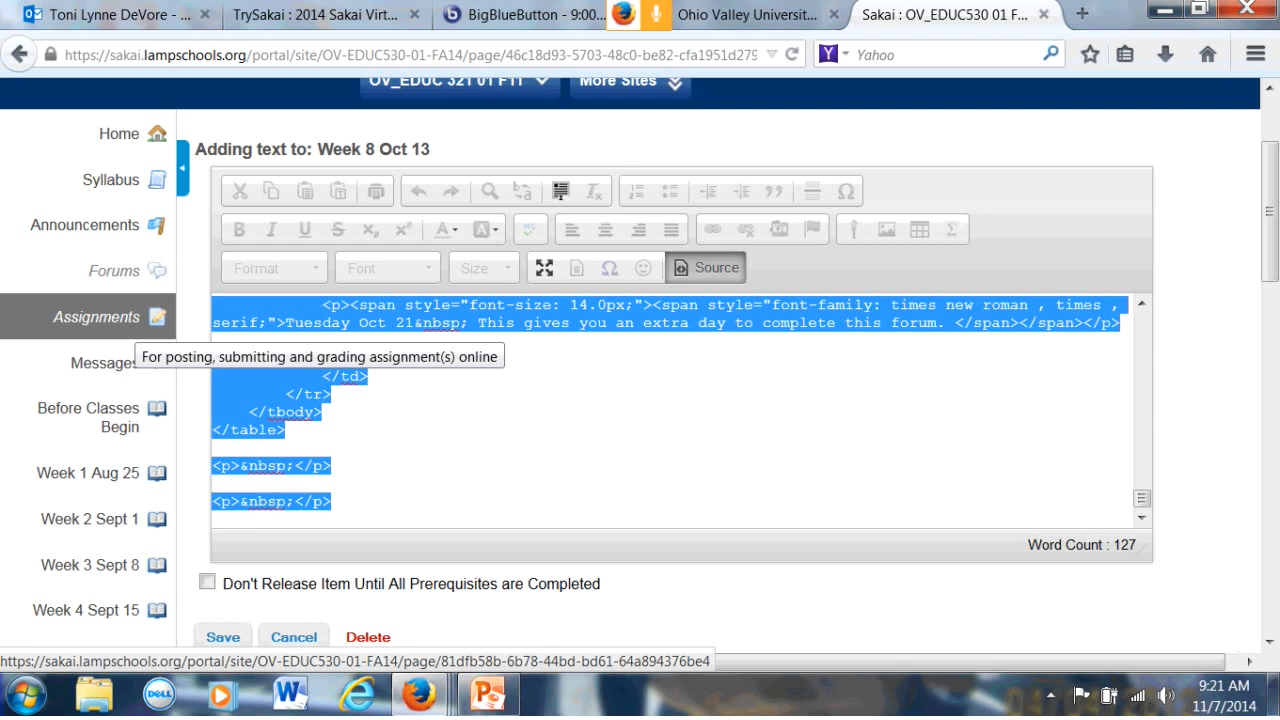 Toni Lynne DeVore - ...
TrySakai : 2014 Sakai Virt...
BigBlueButton - 9:00...
Ohio Valley Universit...
Sakai : OV_EDUC530 01 F...
https://sakai.lampschools.org/portal/site/OV-EDUC530-01-FA14/page/46c18d93-5703-48c0-be82-cfa1951d279
Yahoo
OV_EDUC 321 01 F11
More Sites
Home
Syllabus
Announcements
Forums
Assignments
Messages
Before Classes
Begin
Week 1 Aug 25
Week 2 Sept 1
Week 3 Sept 8
Week 4 Sept 15
For posting, submitting and grading assignment(s) online
Adding text to: Week 8 Oct 13
Format
Font
Size
Source
<p><span style="font-size: 14.0px;"><span style="font-family: times new roman , times ,
serif;">Tuesday Oct 21&nbsp; This gives you an extra day to complete this forum. </span></span></p>
</td>
</tr>
</tbody>
</table>
<p>&nbsp;</p>
<p>&nbsp;</p>
Word Count : 127
Don't Release Item Until All Prerequisites are Completed
Save
Cancel
Delete
https://sakai.lampschools.org/portal/site/OV-EDUC530-01-FA14/page/81dfb58b-6b78-44bd-bd61-64a894376be4
DELL
9:21 AM
11/7/2014